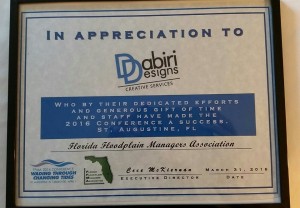 IN APPRECIATION TO
Dabiri
Designs
CREATIVE SERVICES
WHO BY THEIR DEDICATED EFFORTS
AND GENEROUS GIFT OF TIME
AND STAFF HAVE MADE THE
2016 CONFERENCE A SUCCESS.
ST. AUGUSTINE, FL
Florida Floodplain Managers Association
WADING THROUGH
CHANGING TIDES
Cece McKiernan
March 31, 2016
EXECUTIVE DIRECTOR
DATE